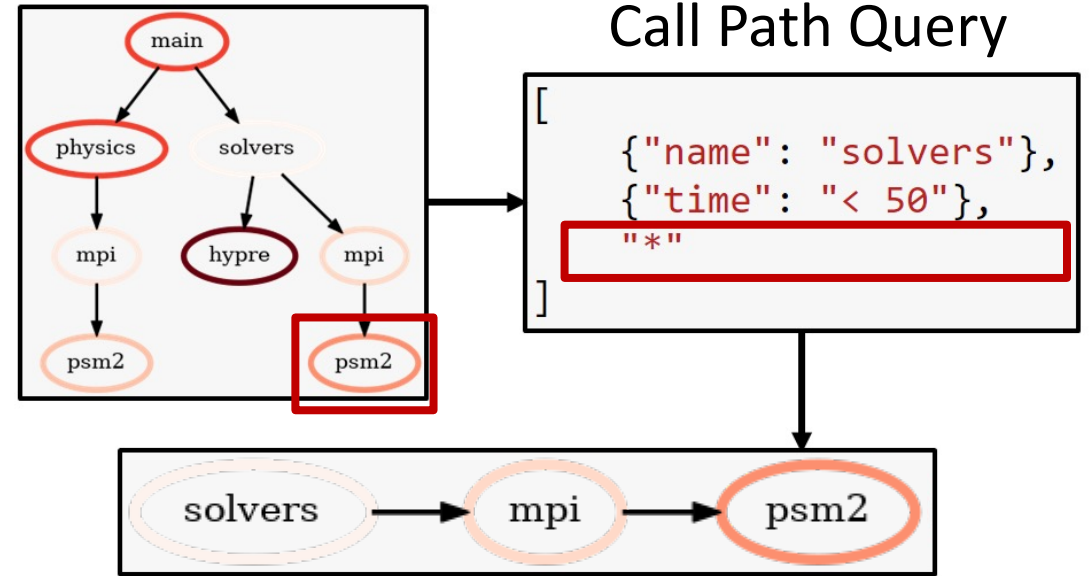 Call Path Query
main
physics
solvers
mpi
hypre
mpi
psm2
psm2
[
{"name": "solvers"},
{"time": "< 50"},
"*"
]
solvers
mpi
psm2